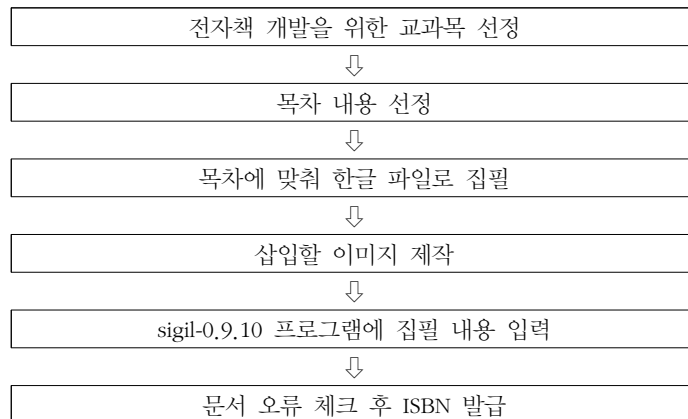 전자책 개발을 위한 교과목 선정
⇩
목차 내용 선정
⇩
목차에 맞춰 한글 파일로 집필
⇩
삽입할 이미지 제작
⇩
sigil-0.9.10 프로그램에 집필 내용 입력
⇩
문서 오류 체크 후 ISBN 발급